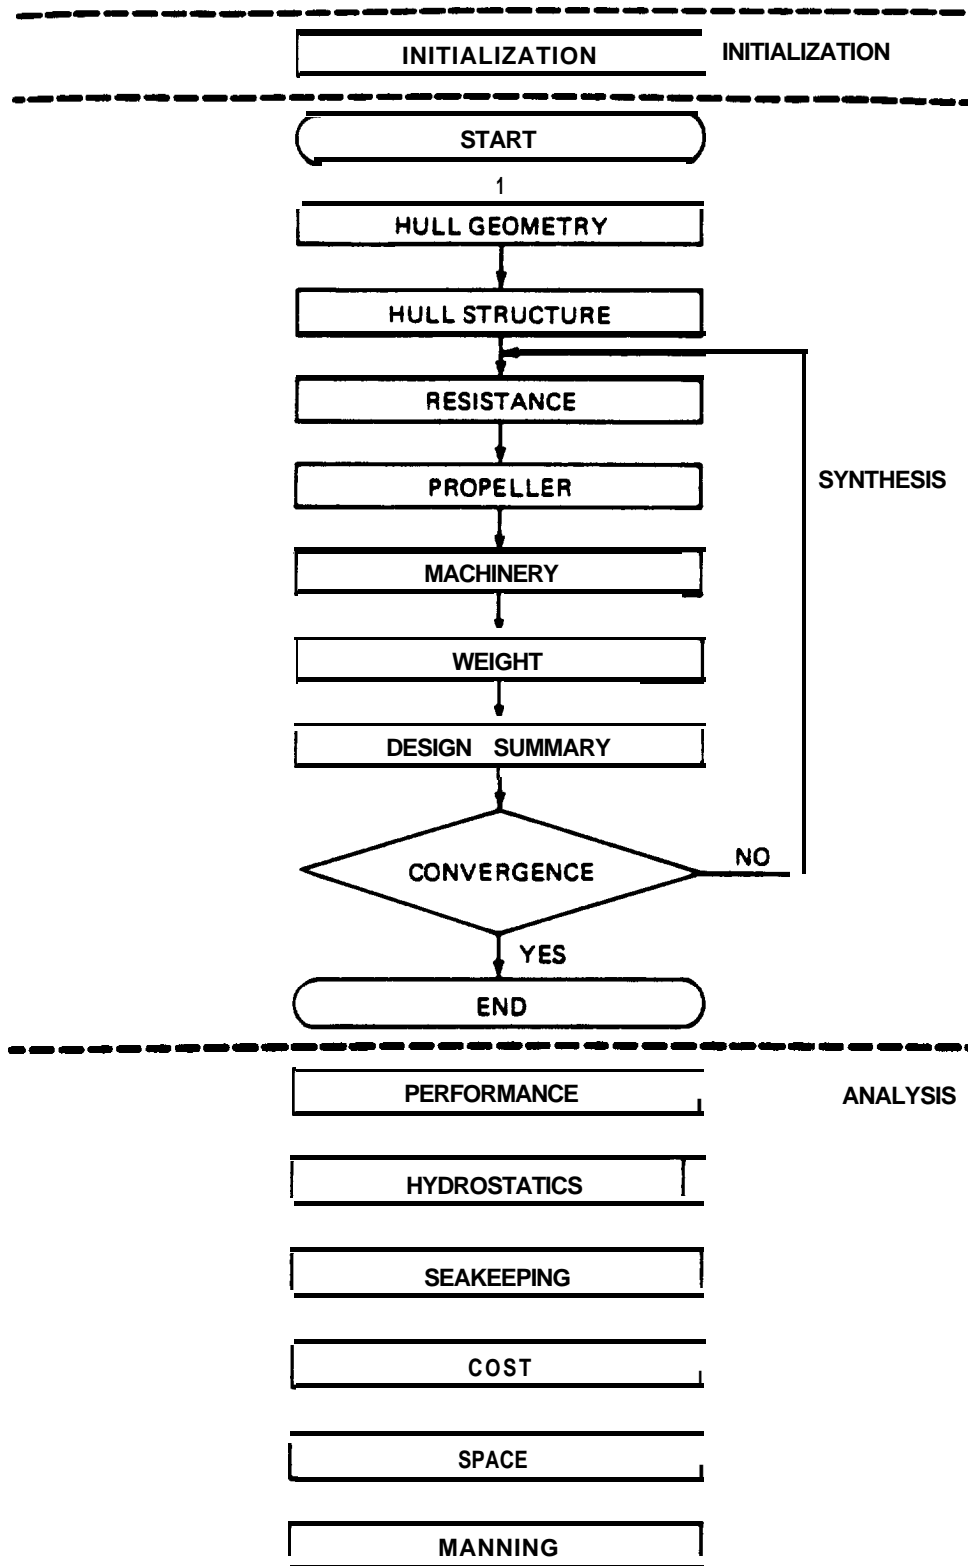 INITIALIZATION INITIALIZATION
START
1
HULL GEOMETRY
HULL STRUCTURE
RESISTANCE
PROPELLER
SYNTHESIS
MACHINERY
WEIGHT
DESIGN SUMMARY
CONVERGENCE
NO
YES
END
PERFORMANCE ANALYSIS
HYDROSTATICS
SEAKEEPING
COST
SPACE
MANNING